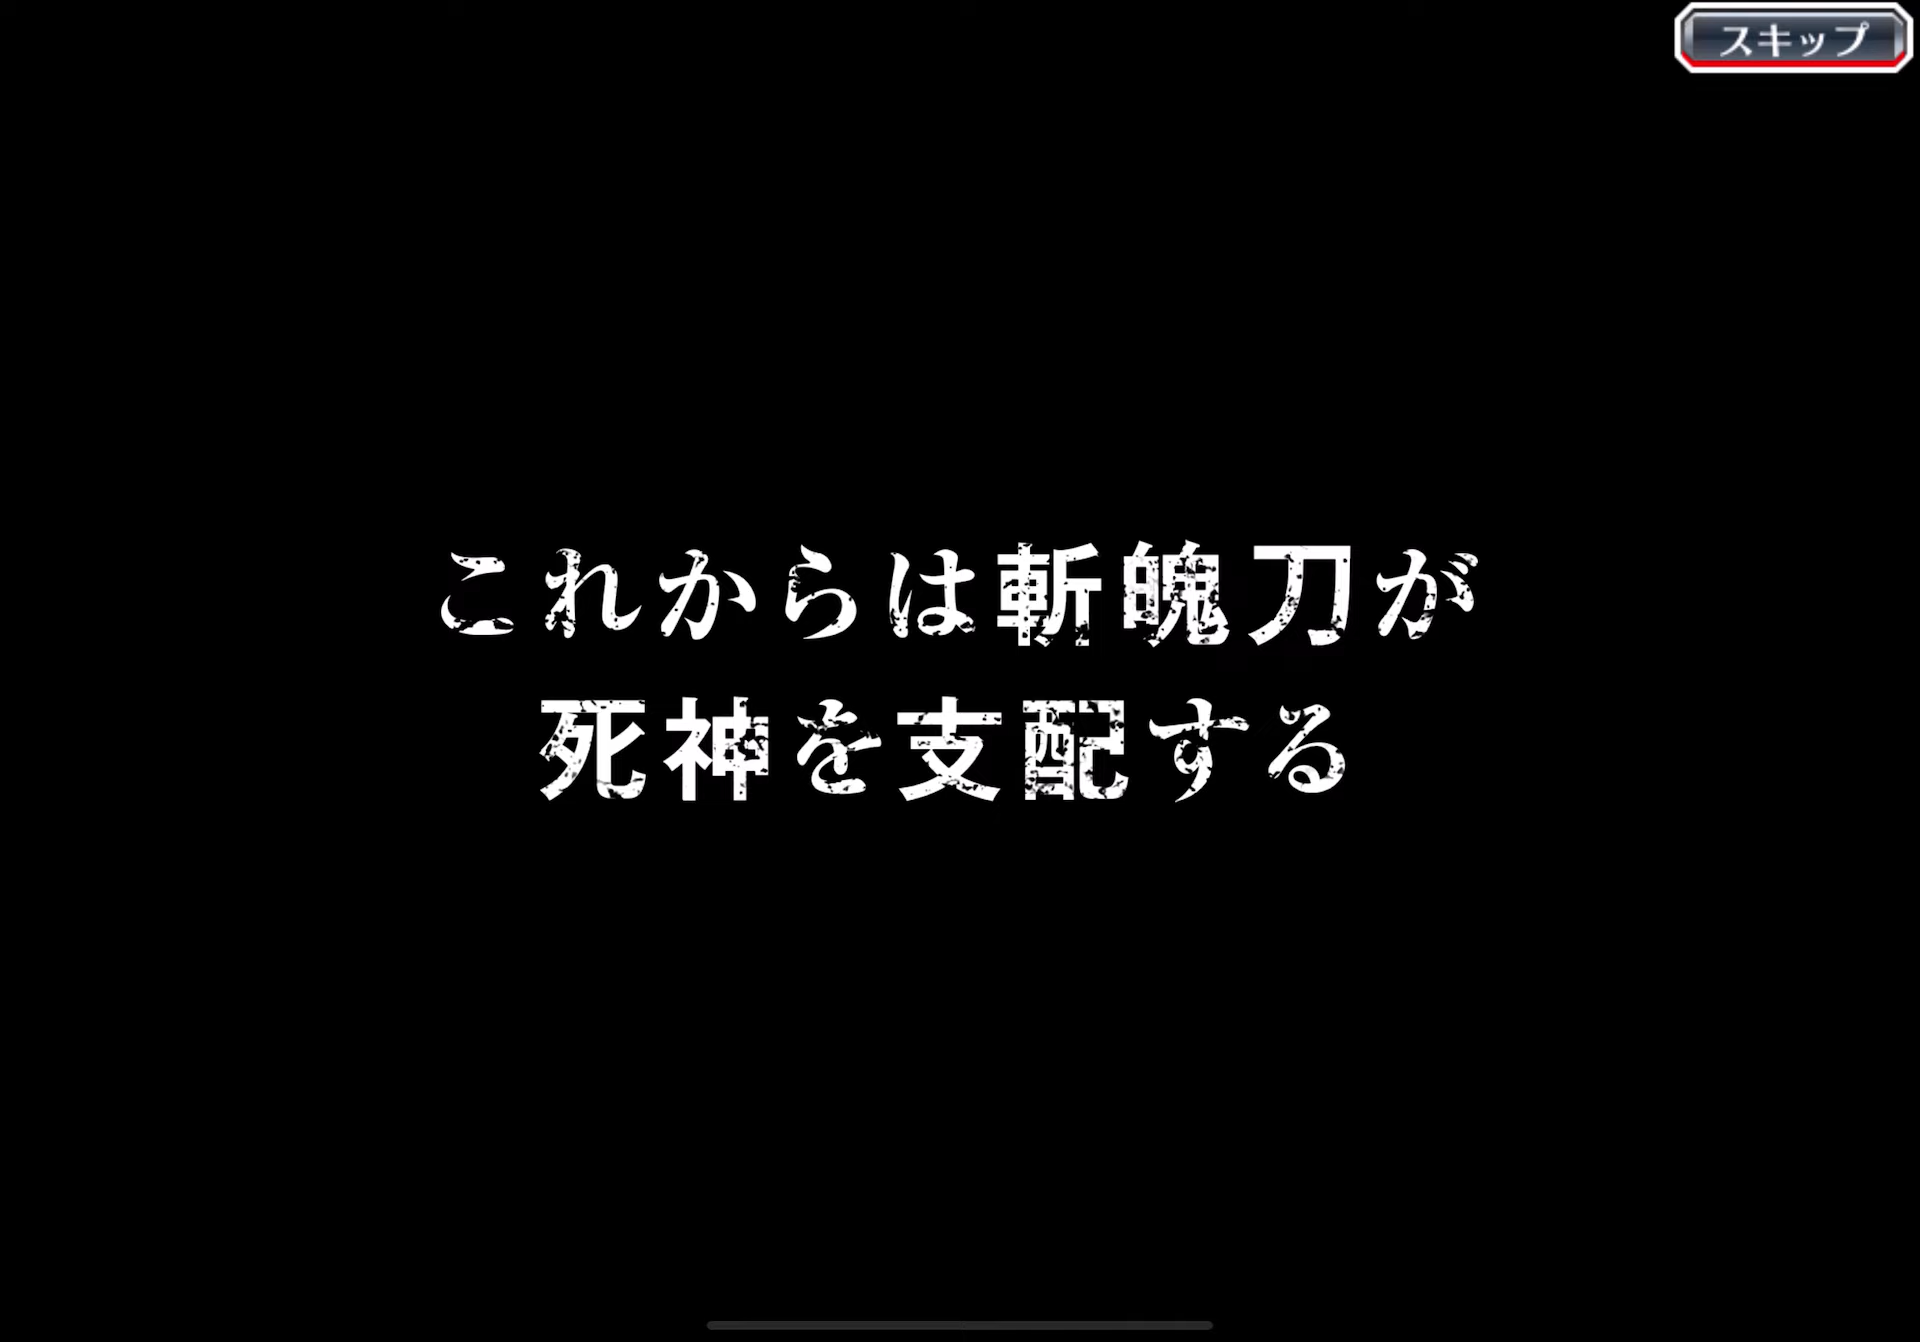 スキップ
これからは斬魄刀が
死神を支配する